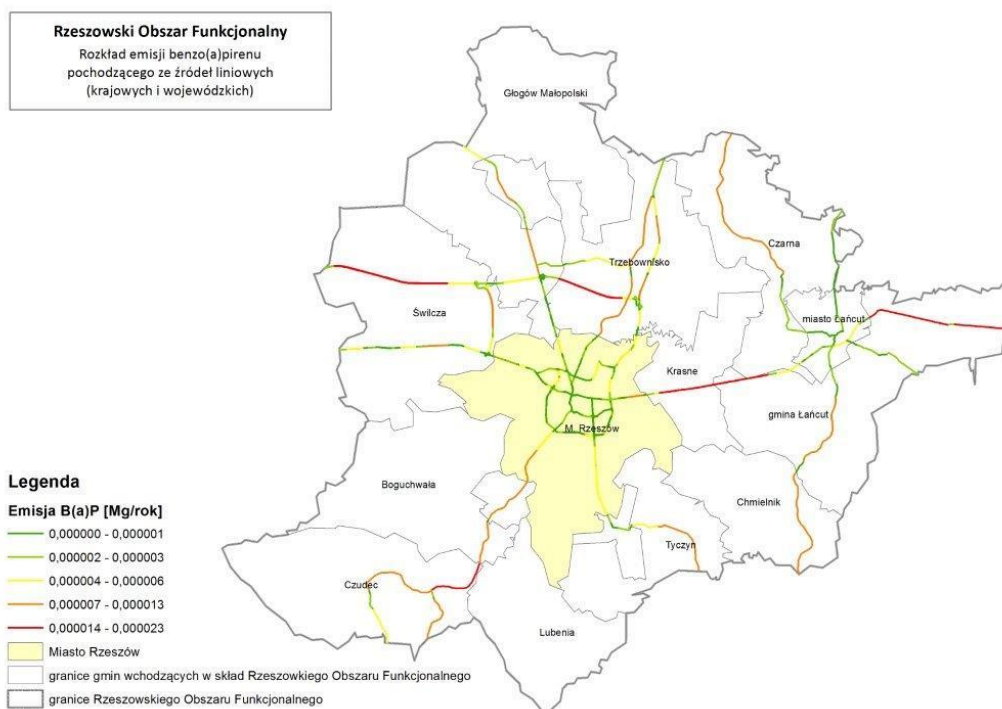 Rzeszowski Obszar Funkcjonalny
Rozkład emisji benzo(a)pirenu
pochodzącego ze źródeł liniowych
(krajowych i wojewódzkich)
Głogów Małopolski
Czarna
Trzebownisko
Świlcza
miasto Łańcut
Krasne
gmina Łańcut
M. Rzeszów
Boguchwała
Chmielnik
Tyczyn
Czudec
Lubenia
Legenda
Emisja B(a)P [Mg/rok]
0,000000 - 0,000001
0,000002 - 0,000003
0,000004 - 0,000006
0,000007 - 0,000013
0,000014 - 0,000023
Miasto Rzeszów
granice gmin wchodzących w skład Rzeszowkiego Obszaru Funkcjonalnego
granice Rzeszowskiego Obszaru Funkcjonalnego